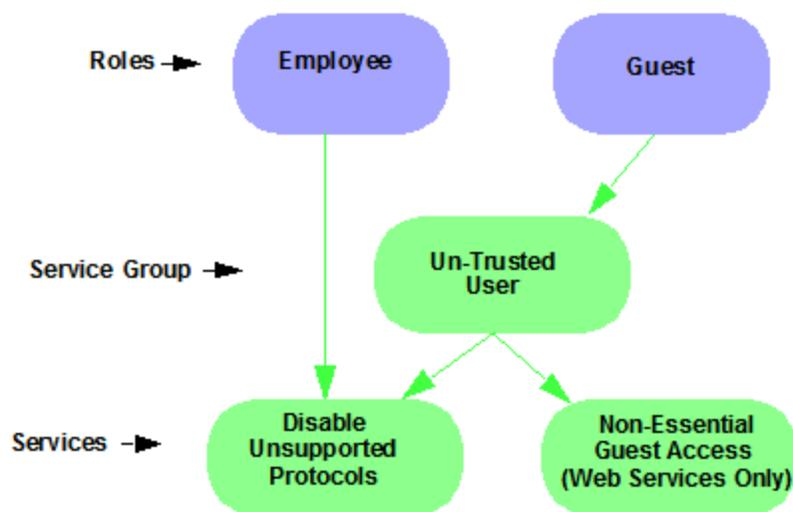 Roles
Employee
Guest
Service Group
Un-Trusted
User
Services
Disable
Unsupported
Protocols
Non-Essential
Guest Access
(Web Services Only)